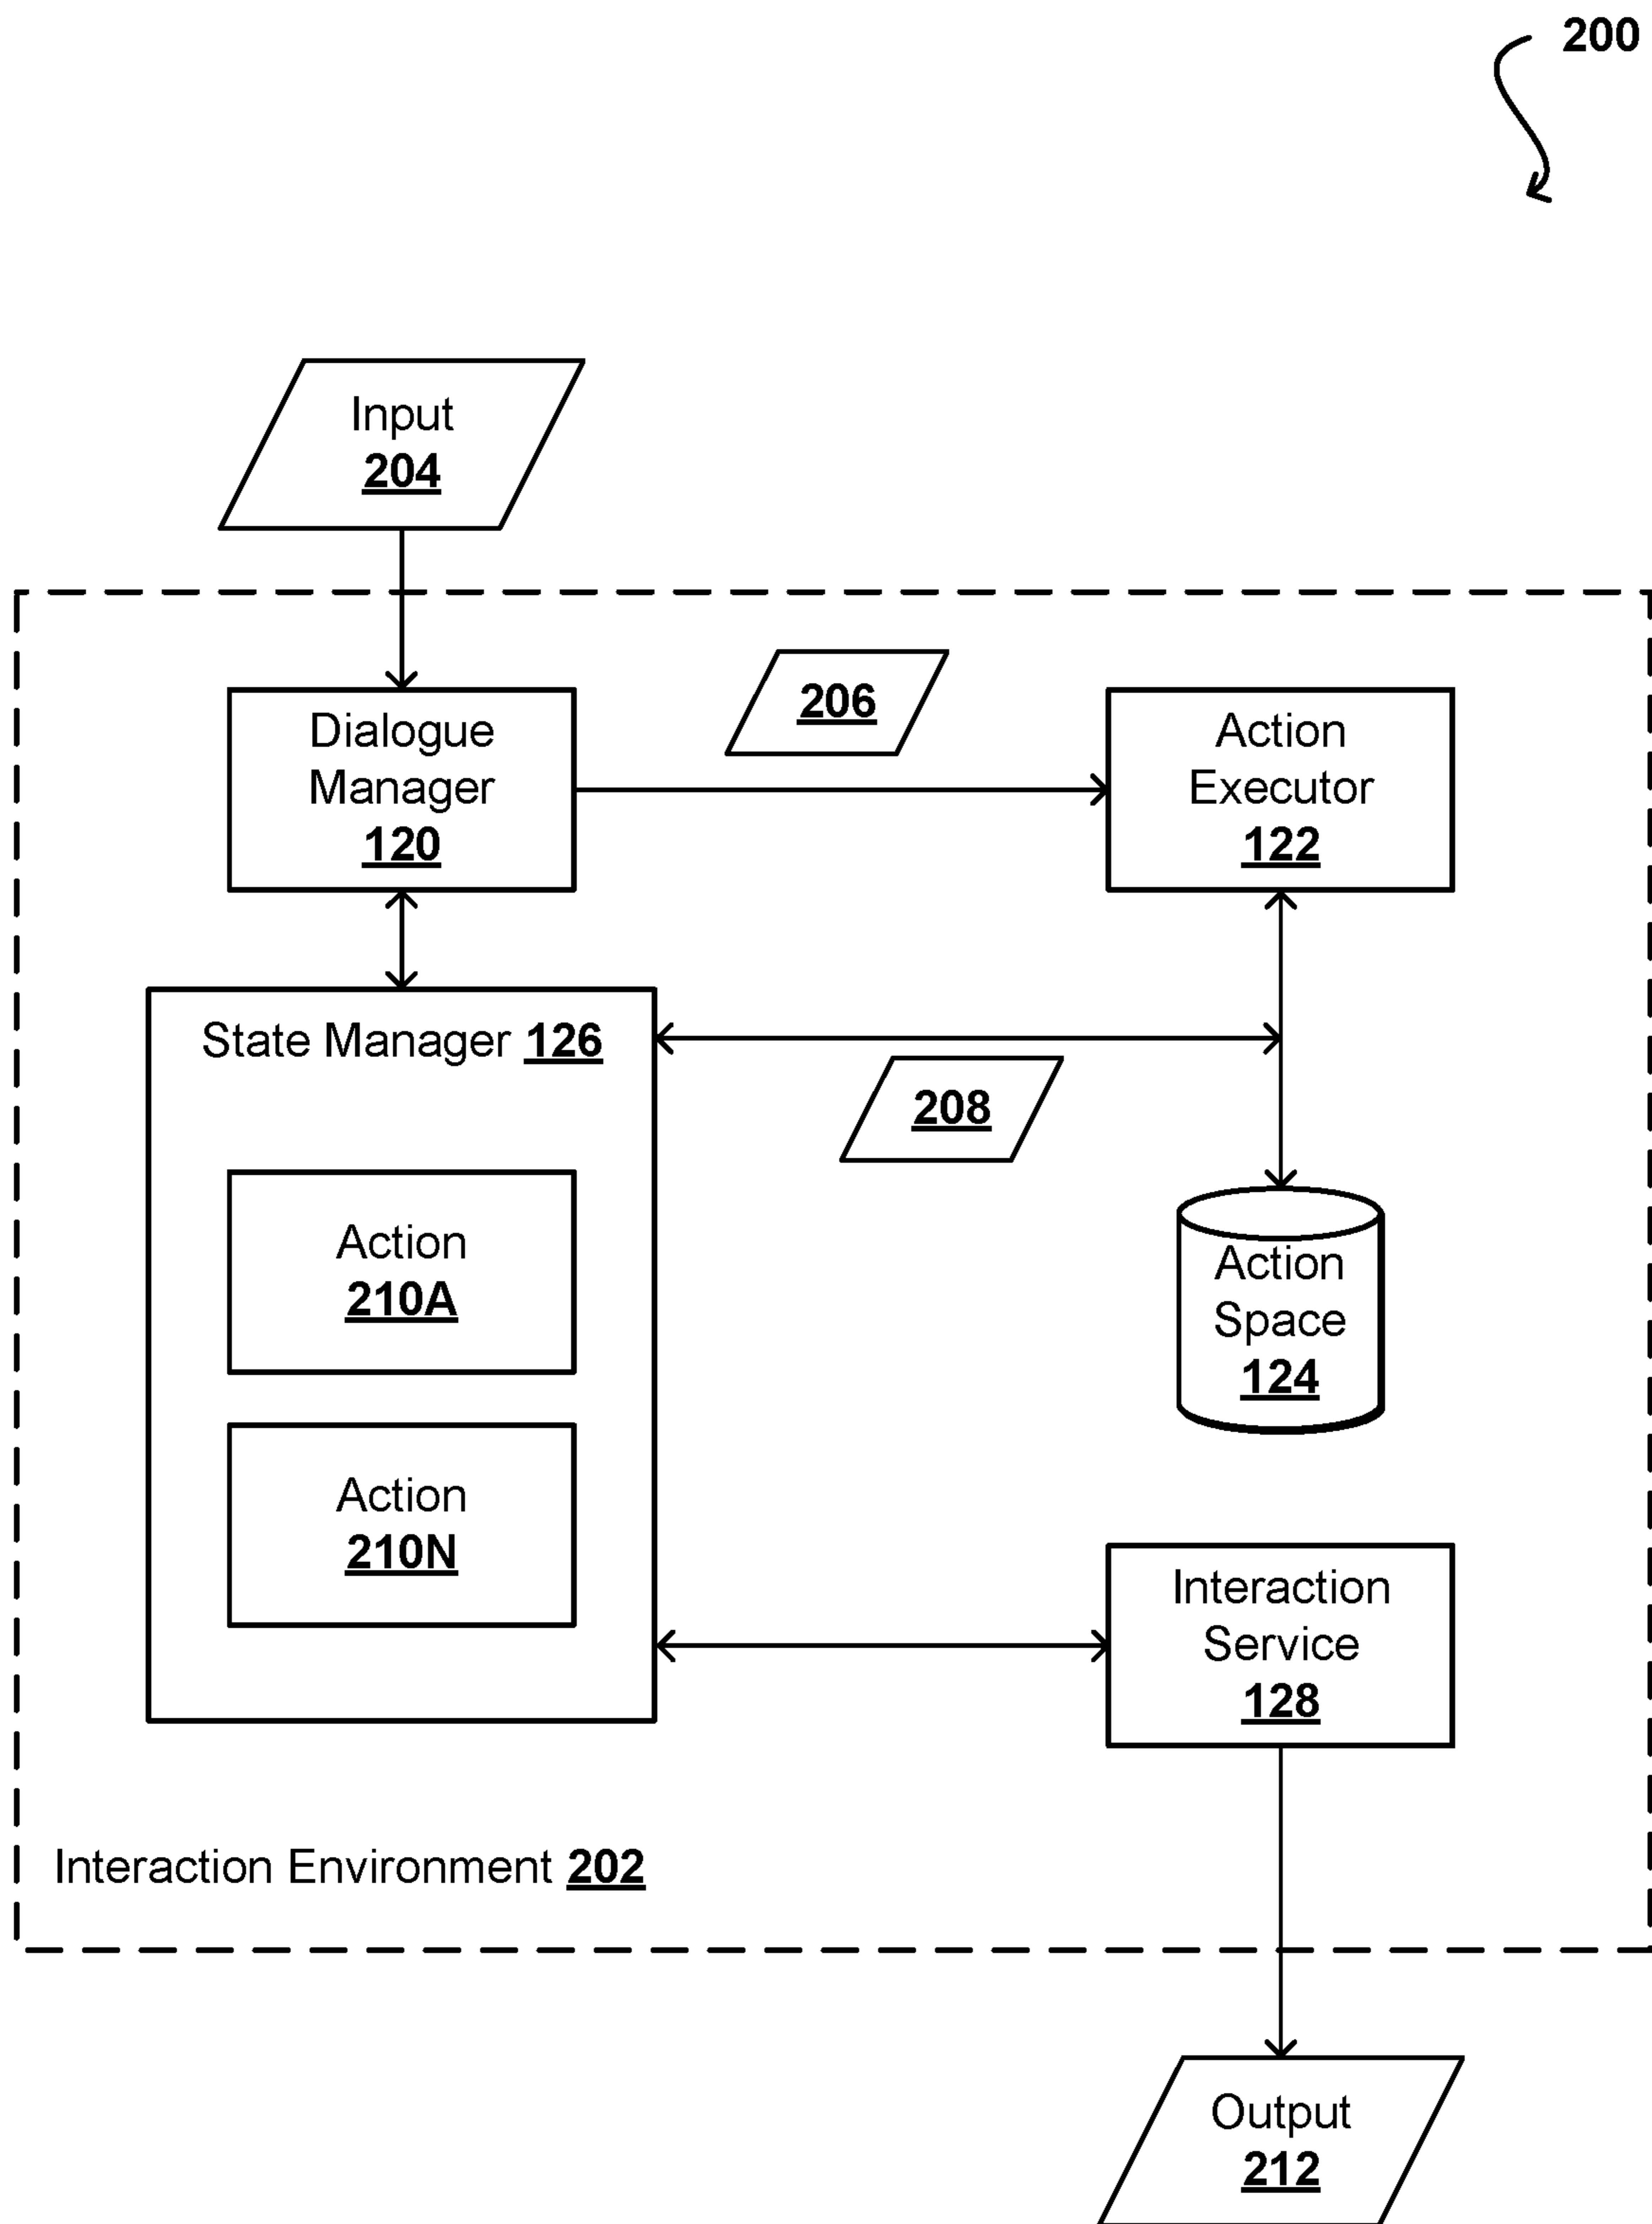 200
Input
204
206
Dialogue
Manager
120
Action
Executor
122
State Manager 126
208
Action
210A
Action
Space
124
Action
210N
Interaction
Service
128
Interaction Environment 202
Output
212